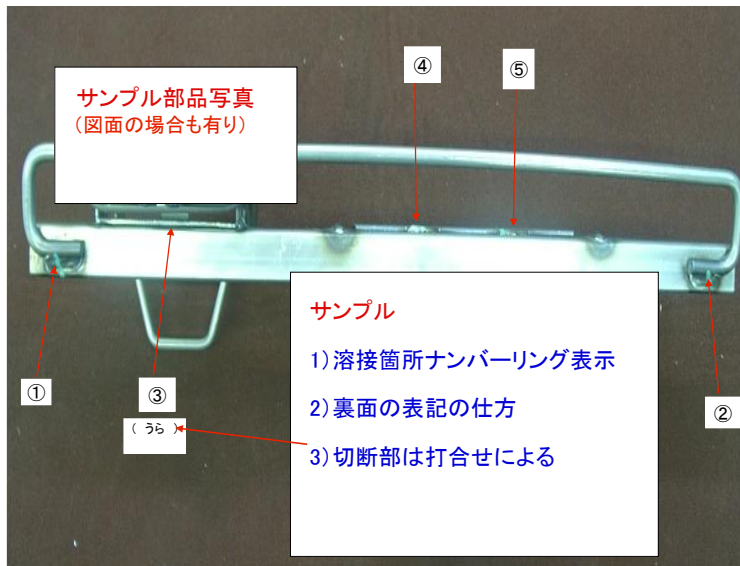 ④
⑤
サンプル部品写真
（図面の場合も有り）
サンプル
1）溶接箇所ナンバーリング表示
2）裏面の表記の仕方
3）切断部は打合せによる
①
③
（ うら ）
②